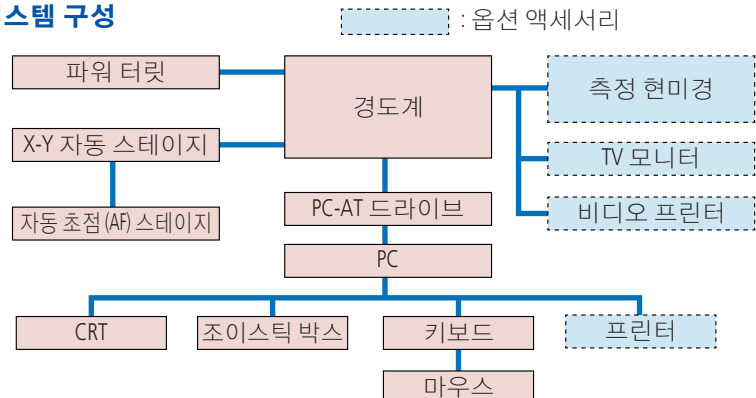 스템 구성
: 옵션 액세서리
파워 터릿
경도계
측정 현미경
X-Y 자동 스테이지
TV 모니터
자동 초점 (AF) 스테이지
PC-AT 드라이브
비디오 프린터
PC
CRT
조이스틱 박스
키보드
프린터
마우스